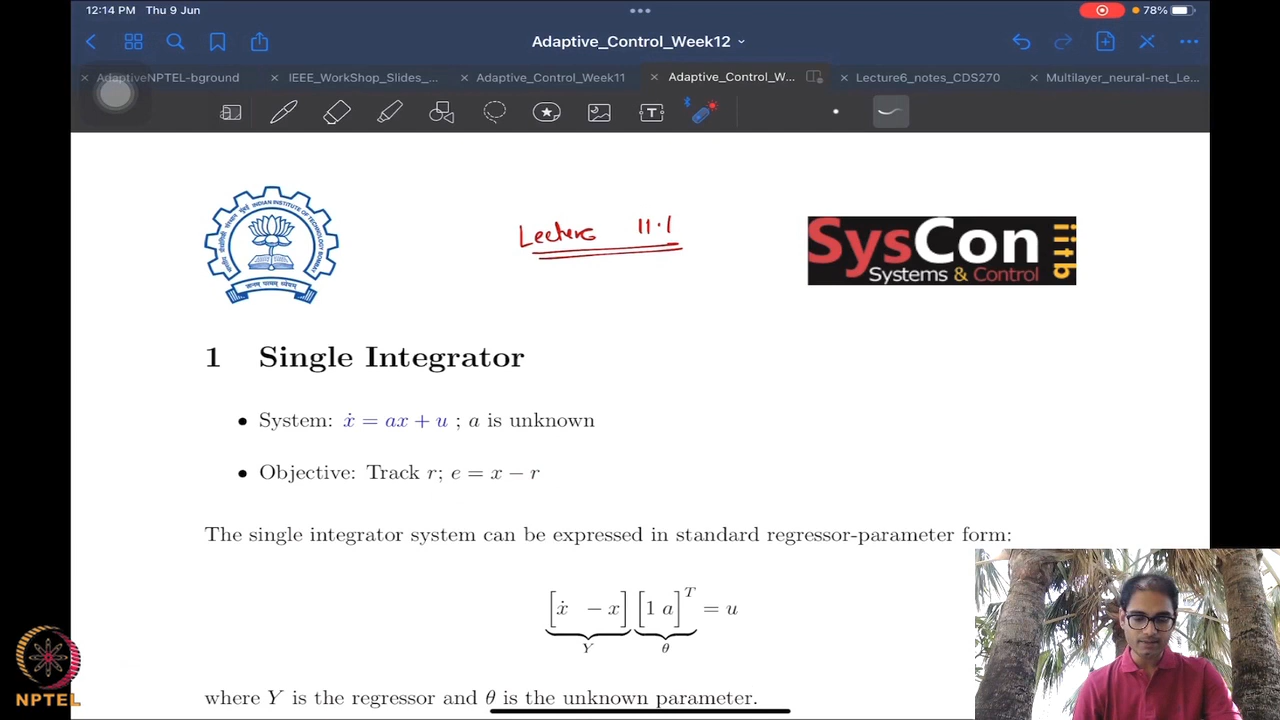 12:14 PM Thu 9 Jun
78%
Adaptive_Control_Week12
AdaptiveNPTEL-bground
IEEE_WorkShop_Slides_...
Adaptive_Control_Week11
Adaptive_Control_W...
Lecture6_notes_CDS270
Multilayer_neural-net_Le...
Lecture 11.1
SysCon iitb
Systems & Control
1 Single Integrator
• System: ẋ = ax + u ; a is unknown
• Objective: Track r; e = x − r
The single integrator system can be expressed in standard regressor-parameter form:
[ẋ − x] [1 a]^T = u
Y θ
where Y is the regressor and θ is the unknown parameter.
NPTEL